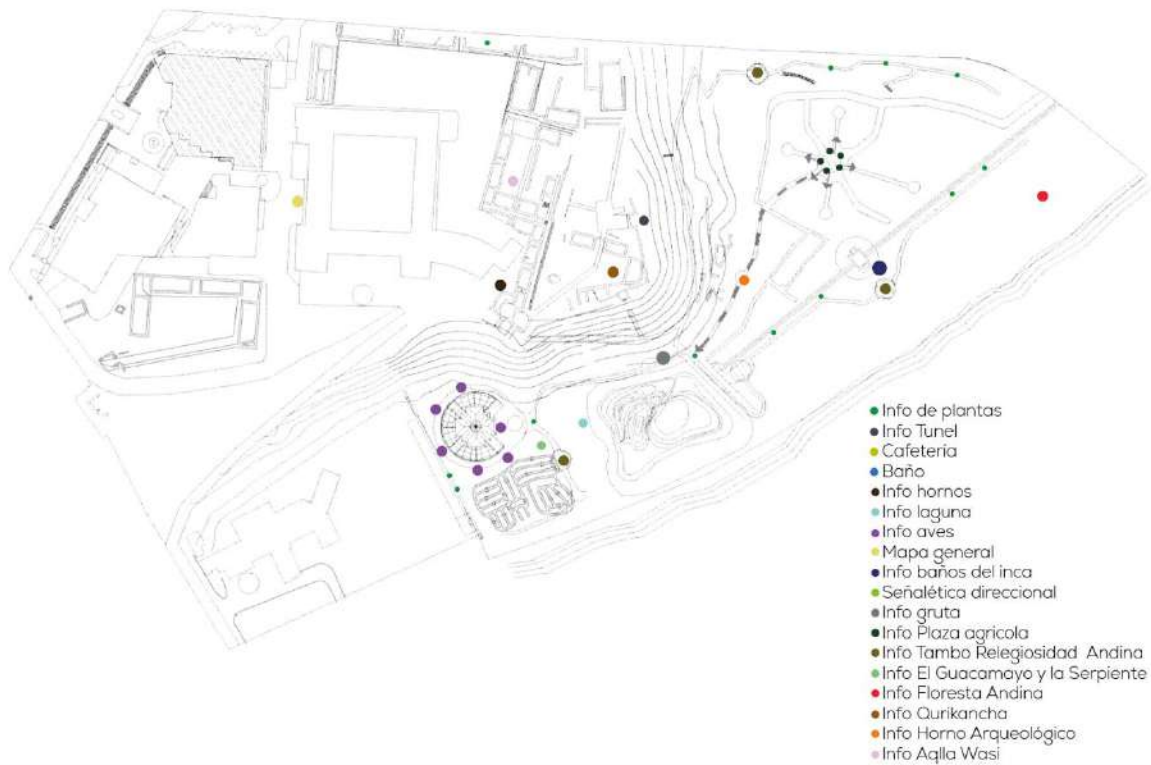 Info de plantas
Info Tunel
Cafetería
Baño
Info hornos
Info laguna
Info aves
Mapa general
Info baños del inca
Señalética direccional
Info gruta
Info Plaza agricola
Info Tambo Relegiosidad Andina
Info El Guacamayo y la Serpiente
Info Floresta Andina
Info Qurikancha
Info Horno Arqueológico
Info Aqlla Wasi